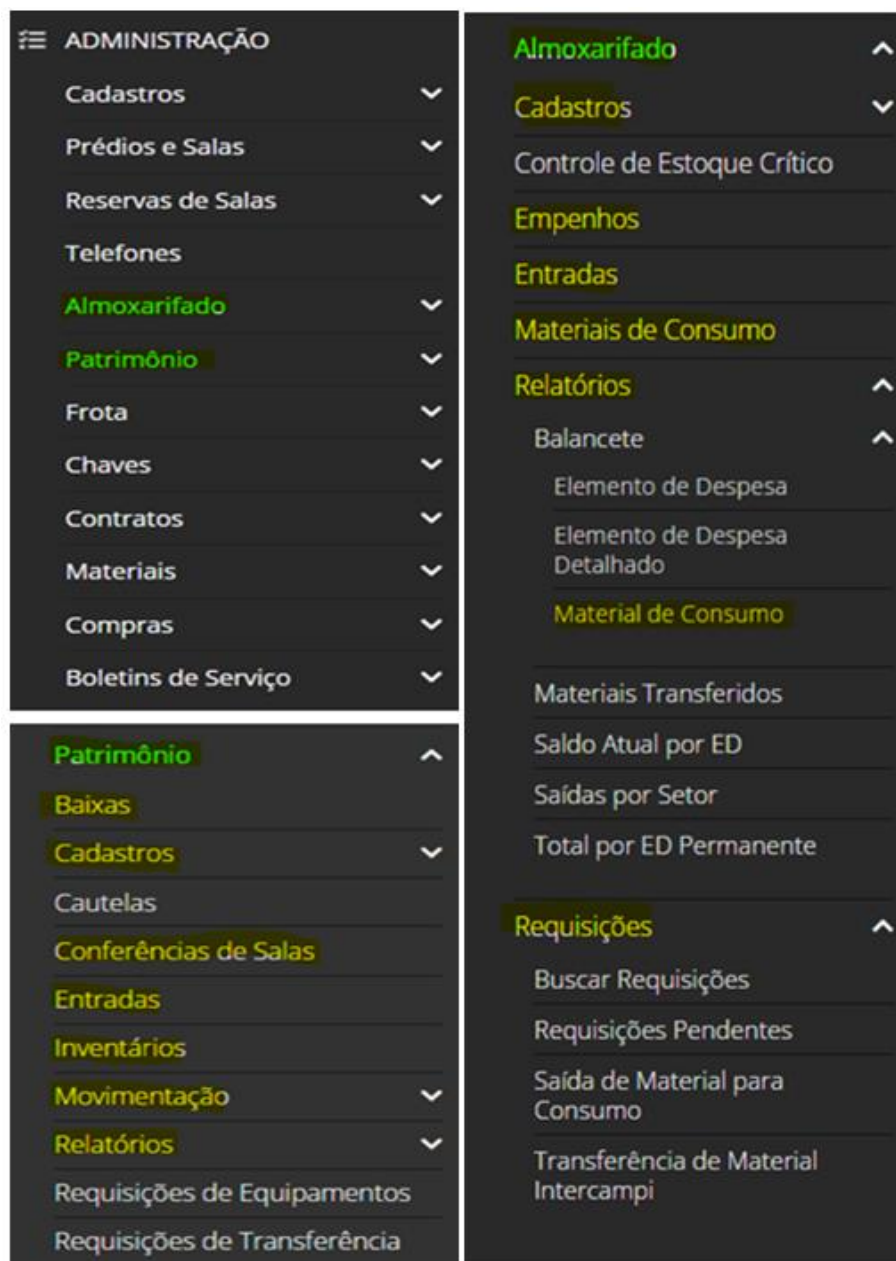 ADMINISTRAÇÃO
Cadastros
Prédios e Salas
Reservas de Salas
Telefones
Almoxarifado
Patrimônio
Frota
Chaves
Contratos
Materiais
Compras
Boletins de Serviço
Patrimônio
Baixas
Cadastros
Cautelas
Conferências de Salas
Entradas
Inventários
Movimentação
Relatórios
Requisições de Equipamentos
Requisições de Transferência
Almoxarifado
Cadastros
Controle de Estoque Crítico
Empenhos
Entradas
Materiais de Consumo
Relatórios
Balancete
Elemento de Despesa
Elemento de Despesa
Detalhado
Material de Consumo
Materiais Transferidos
Saldo Atual por ED
Saídas por Setor
Total por ED Permanente
Requisições
Buscar Requisições
Requisições Pendentes
Saída de Material para
Consumo
Transferência de Material
Intercampi